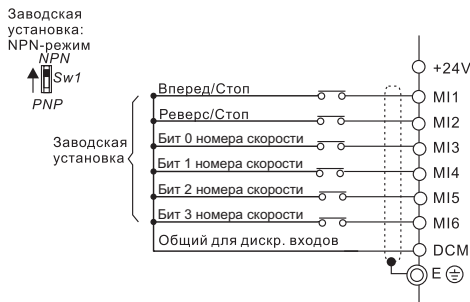 Заводская
установка:
NPN-режим
NPN
Sw1
PNP
+24V
Вперед/Стоп
MI1
Реверс/Стоп
MI2
Заводская
установка
Бит 0 номера скорости
MI3
Бит 1 номера скорости
MI4
Бит 2 номера скорости
MI5
Бит 3 номера скорости
MI6
Общий для дискр. входов
DCM
E